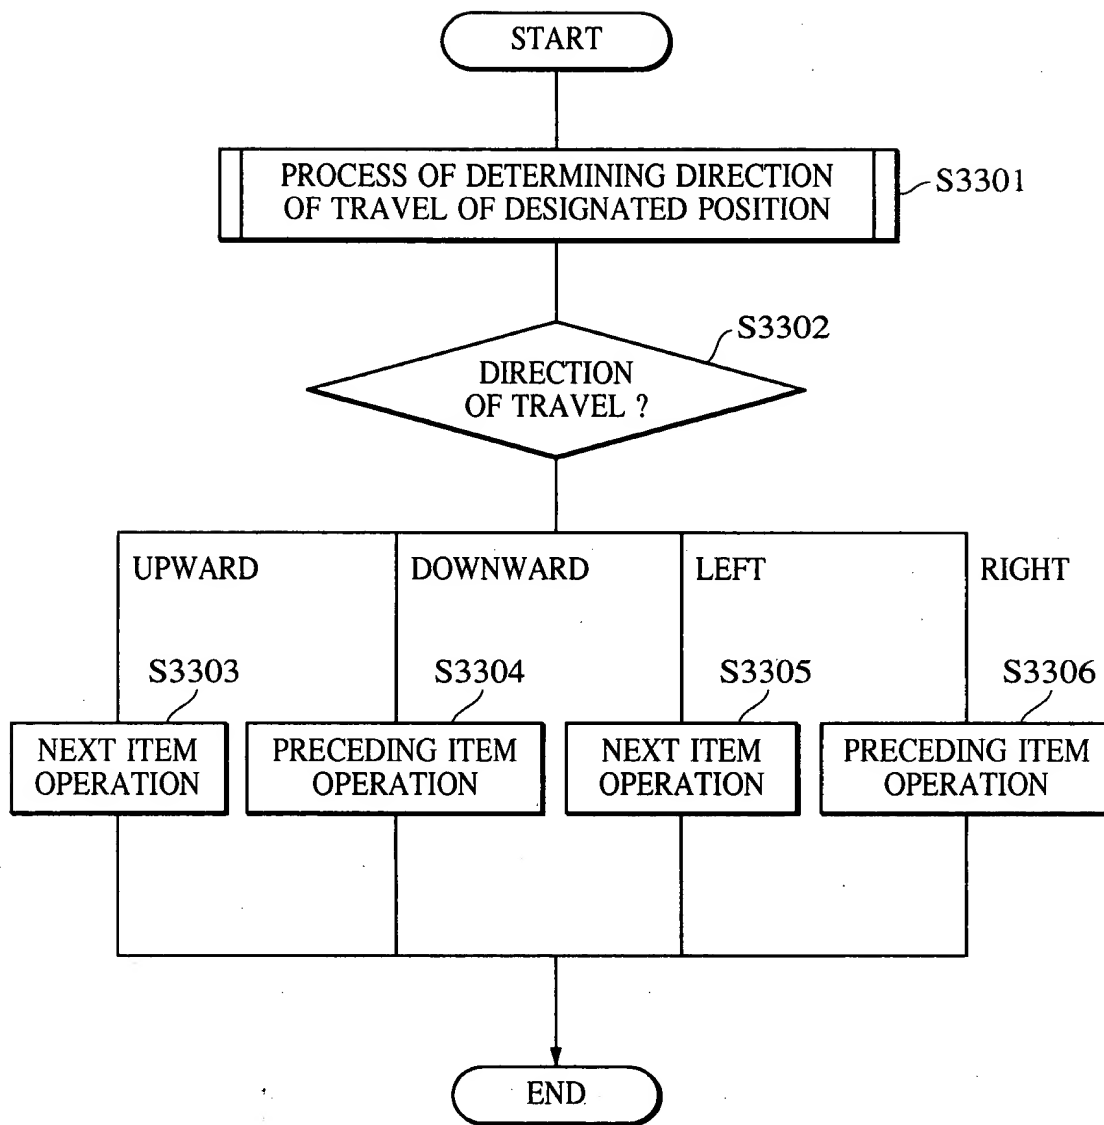 START
PROCESS OF DETERMINING DIRECTION
OF TRAVEL OF DESIGNATED POSITION
S3301
S3302
DIRECTION
OF TRAVEL ?
UPWARD
DOWNWARD
LEFT
RIGHT
S3303
S3304
S3305
S3306
NEXT ITEM
OPERATION
PRECEDING ITEM
OPERATION
NEXT ITEM
OPERATION
PRECEDING ITEM
OPERATION
END